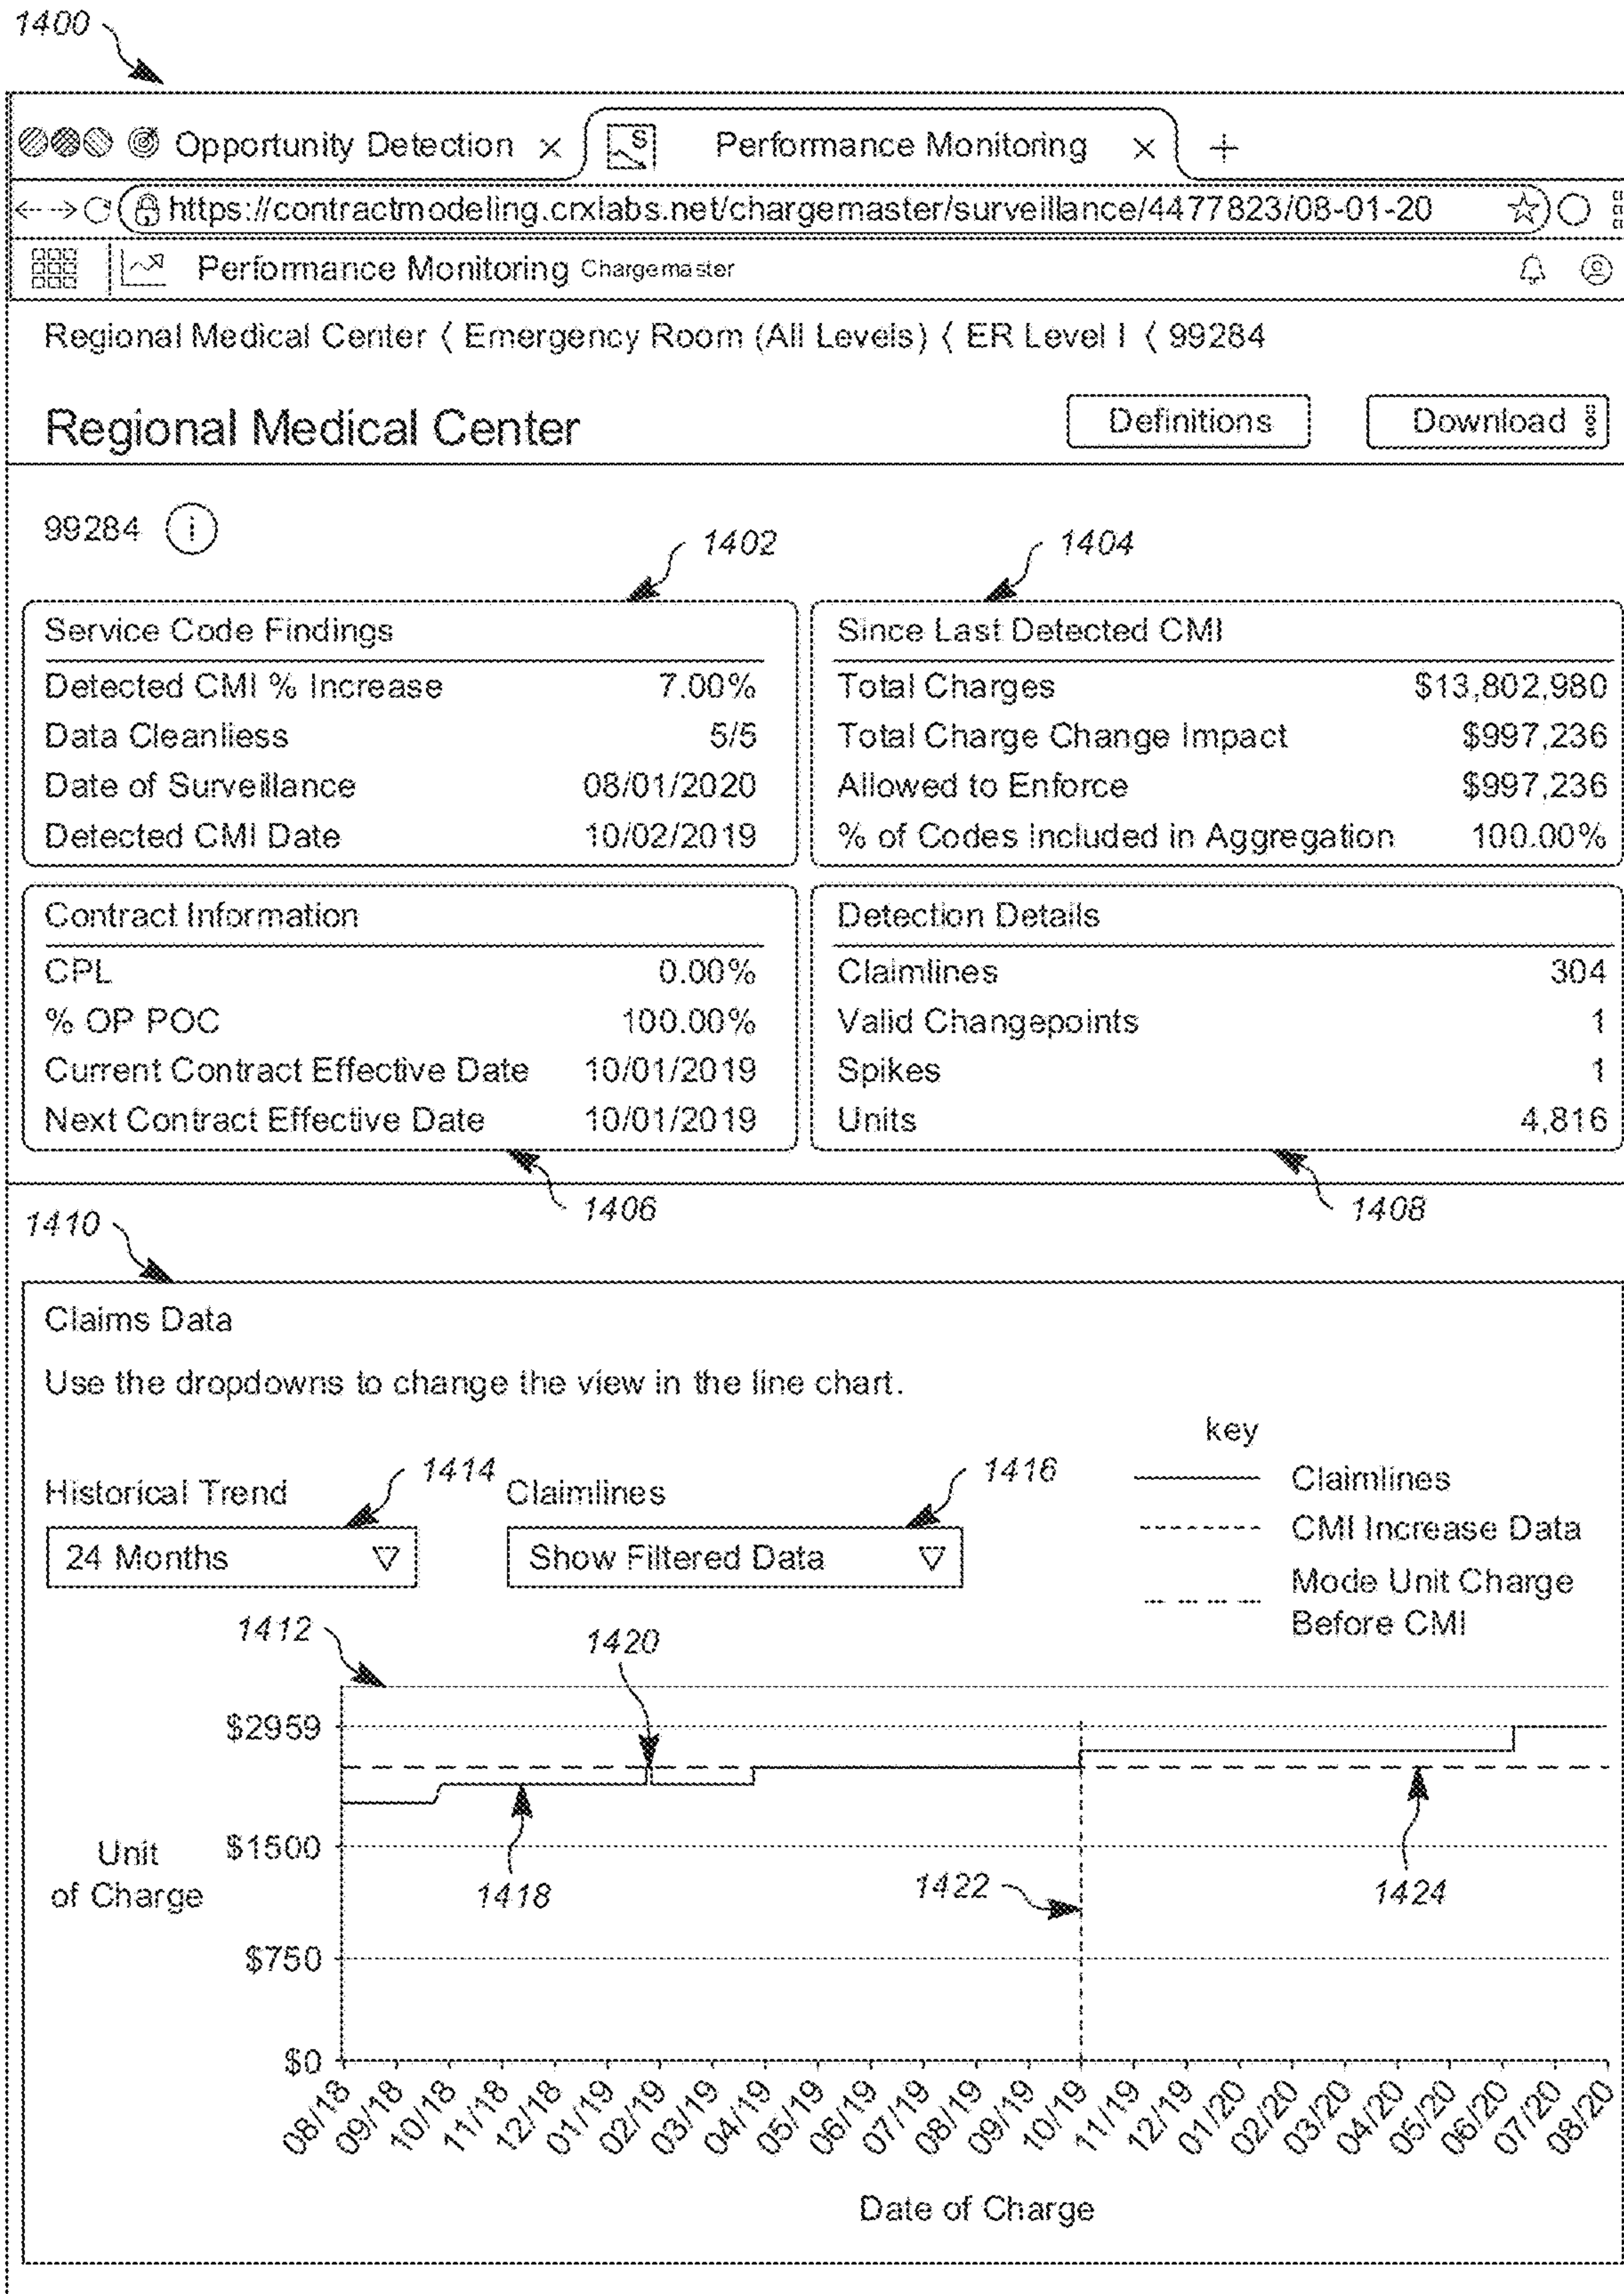 1400
Opportunity Detection × Performance Monitoring × +
https://contractmodeling.crxlabs.net/chargemaster/surveillance/4477823/08-01-20
Performance Monitoring Chargemaster
Regional Medical Center ⟨ Emergency Room (All Levels) ⟨ ER Level I ⟨ 99284
Regional Medical Center Definitions Download
99284 i
1402 1404
Service Code Findings
Detected CMI % Increase 7.00%
Data Cleanliess 5/5
Date of Surveillance 08/01/2020
Detected CMI Date 10/02/2019
Since Last Detected CMI
Total Charges $13,802,980
Total Charge Change Impact $997,236
Allowed to Enforce $997,236
% of Codes Included in Aggregation 100.00%
Contract Information
CPL 0.00%
% OP POC 100.00%
Current Contract Effective Date 10/01/2019
Next Contract Effective Date 10/01/2019
Detection Details
Claimlines 304
Valid Changepoints 1
Spikes 1
Units 4,816
1406 1408
1410
Claims Data
Use the dropdowns to change the view in the line chart.
key
Claimlines
CMI Increase Data
Mode Unit Charge
Before CMI
Historical Trend 1414 Claimlines 1416
24 Months Show Filtered Data
1412 1420
S
$2959
$1500
$750
$0
Unit
of Charge
1418 1422 1424
08/18 09/18 10/18 11/18 12/18 01/19 02/19 03/19 04/19 05/19 06/19 07/19 08/19 09/19 10/19 11/19 12/19 01/20 02/20 03/20 04/20 05/20 06/20 07/20 08/20
Date of Charge